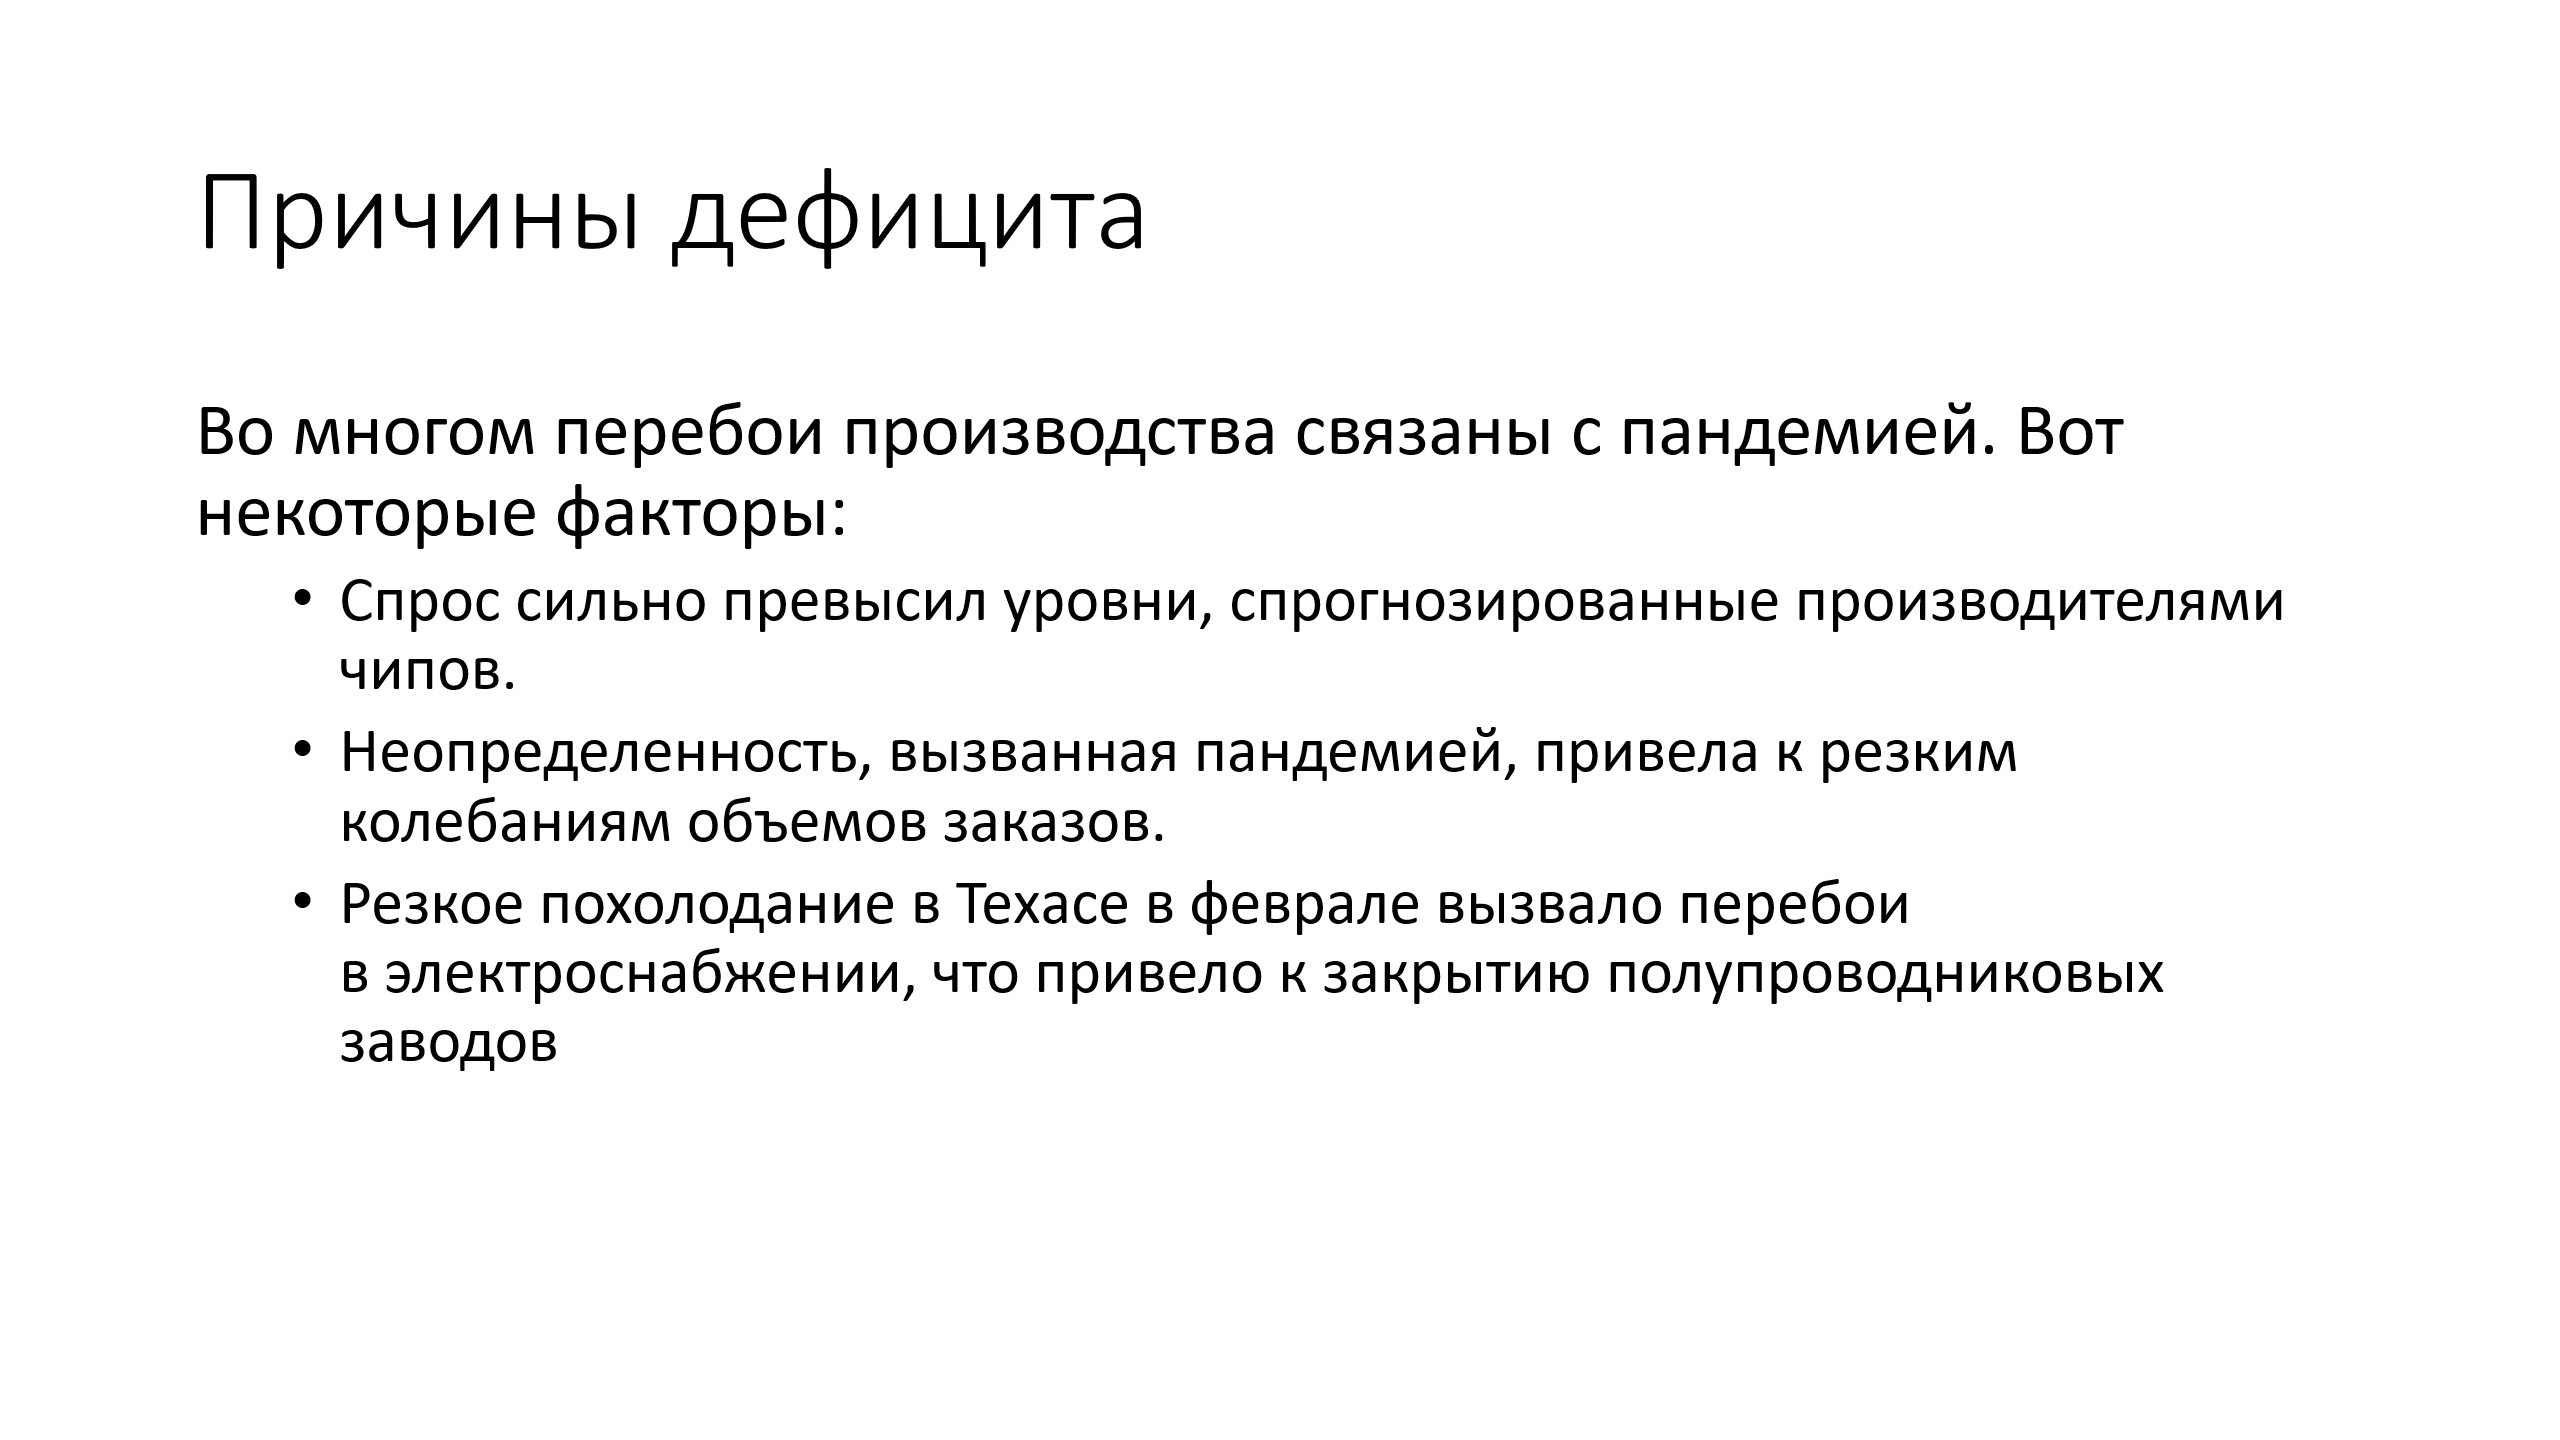 Причины дефицита
Во многом перебои производства связаны с пандемией. Вот
некоторые факторы:
• Спрос сильно превысил уровни, спрогнозированные производителями
чипов.
• Неопределенность, вызванная пандемией, привела к резким
колебаниям объемов заказов.
• Резкое похолодание в Техасе в феврале вызвало перебои
в электроснабжении, что привело к закрытию полупроводниковых
заводов